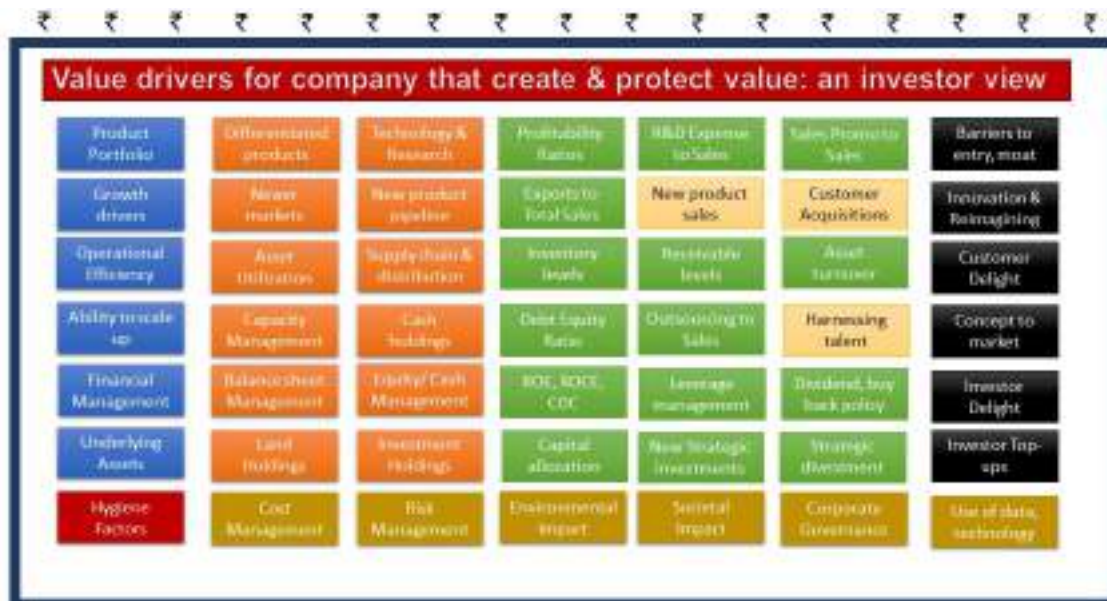 ₹ ₹ ₹ ₹ ₹ ₹ ₹ ₹ ₹ ₹ ₹ ₹ ₹ ₹ ₹ ₹ ₹
Value drivers for company that create & protect value: an investor view
Product
Portfolio
Differentiated
products
Technology &
Research
Profitability
Ratios
R&D Expense
to Sales
Sales Promo to
Sales
Barriers to
entry, moat
Growth
drivers
Newer
markets
New product
pipeline
Exports to
Total Sales
New product
sales
Customer
Acquisitions
Innovation &
Reimagining
Operational
Efficiency
Asset
Utilization
Supply chain &
distribution
Inventory
levels
Receivable
levels
Asset
turnover
Customer
Delight
Ability to scale
up
Capacity
Management
Cash
holdings
Debt Equity
Ratio
Outsourcing to
Sales
Harnessing
talent
Concept to
market
Financial
Management
Balance sheet
Management
Equity/ Cash
Management
ROCE,
COC
Leverage
management
Dividend, buy
back policy
Investor
Delight
Underlying
Assets
Land
Holdings
Investment
Holdings
Capital
allocation
New Strategic
investments
Strategic
divestment
Investor Top-
ups
Hygiene
Factors
Cost
Management
Risk
Management
Environmental
Impact
Societal
Impact
Corporate
Governance
Use of data,
technology